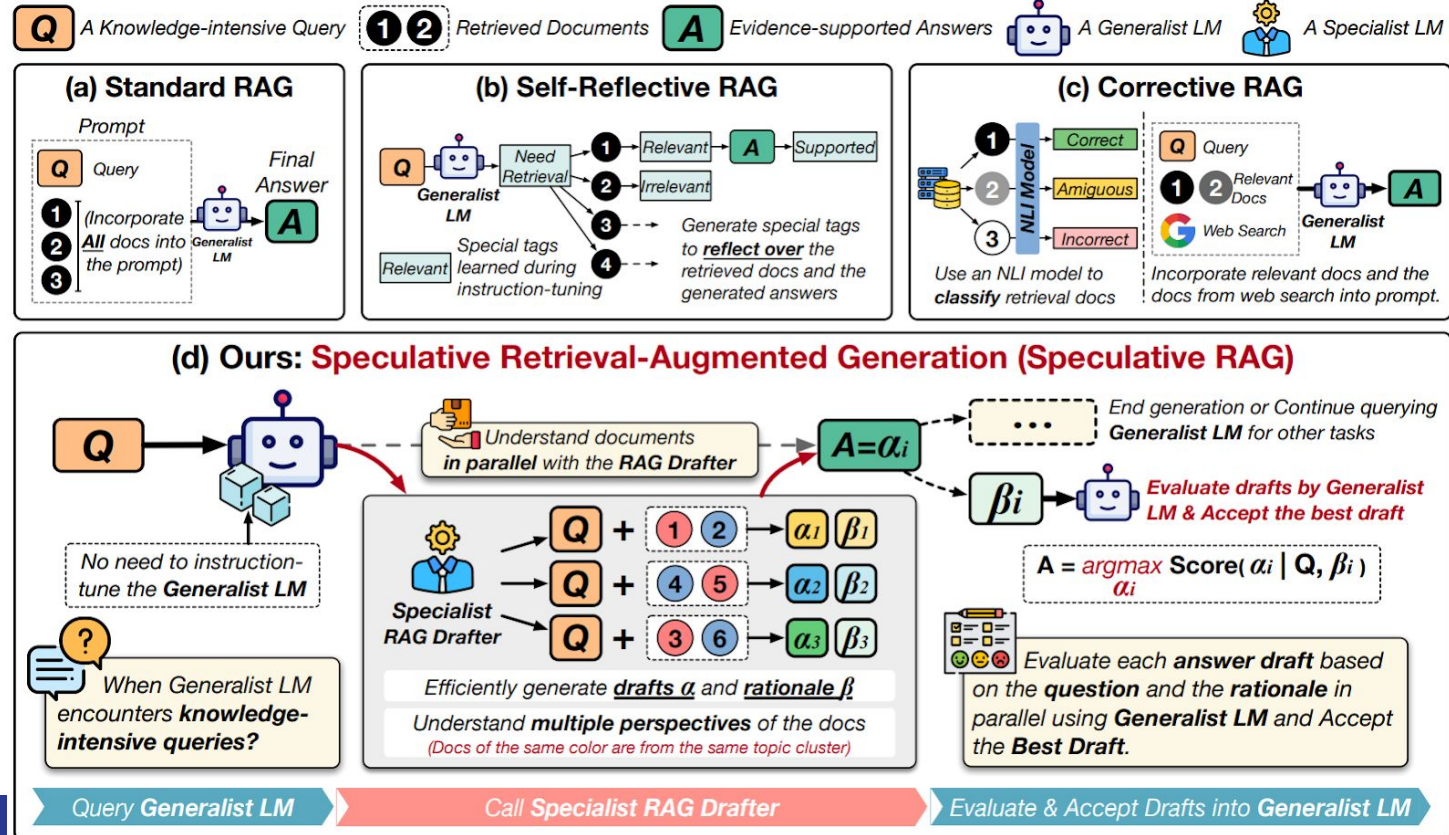 Q A Knowledge-intensive Query 1 2 Retrieved Documents A Evidence-supported Answers A Generalist LM A Specialist LM
(a) Standard RAG
Prompt
Q Query
1
2
3
(Incorporate
All docs into
the prompt)
Generalist
LM
Final
Answer
A
(b) Self-Reflective RAG
Q
Generalist
LM
Need
Retrieval
1 Relevant A Supported
2 Irrelevant
3
4
Relevant
Special tags
learned during
instruction-tuning
Generate special tags
to reflect over the
retrieved docs and the
generated answers
(c) Corrective RAG
1
2
3
NLI Model
Correct
Amiguous
Incorrect
Use an NLI model to
classify retrieval docs
Q Query
1 2 Relevant
Docs
Web Search
Generalist
LM
A
Incorporate relevant docs and the
docs from web search into prompt.
(d) Ours: Speculative Retrieval-Augmented Generation (Speculative RAG)
Q
No need to instruction-
tune the Generalist LM
?
When Generalist LM
encounters knowledge-
intensive queries?
Understand documents
in parallel with the RAG Drafter
Specialist
RAG Drafter
Q + 1 2 α1 β1
Q + 4 5 α2 β2
Q + 3 6 α3 β3
Efficiently generate drafts α and rationale β
Understand multiple perspectives of the docs
(Docs of the same color are from the same topic cluster)
A=αi
...
End generation or Continue querying
Generalist LM for other tasks
βi
Evaluate drafts by Generalist
LM & Accept the best draft
A = argmax Score( αi | Q, βi )
αi
Evaluate each answer draft based
on the question and the rationale in
parallel using Generalist LM and Accept
the Best Draft.
Query Generalist LM
Call Specialist RAG Drafter
Evaluate & Accept Drafts into Generalist LM